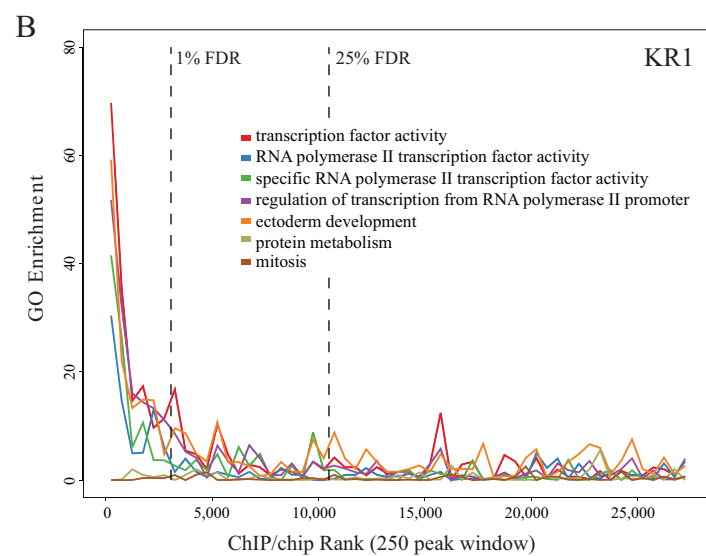 B
KR1
1% FDR
25% FDR
80
60
40
20
0
GO Enrichment
transcription factor activity
RNA polymerase II transcription factor activity
specific RNA polymerase II transcription factor activity
regulation of transcription from RNA polymerase II promoter
ectoderm development
protein metabolism
mitosis
0
5,000
10,000
15,000
20,000
25,000
ChIP/chip Rank (250 peak window)